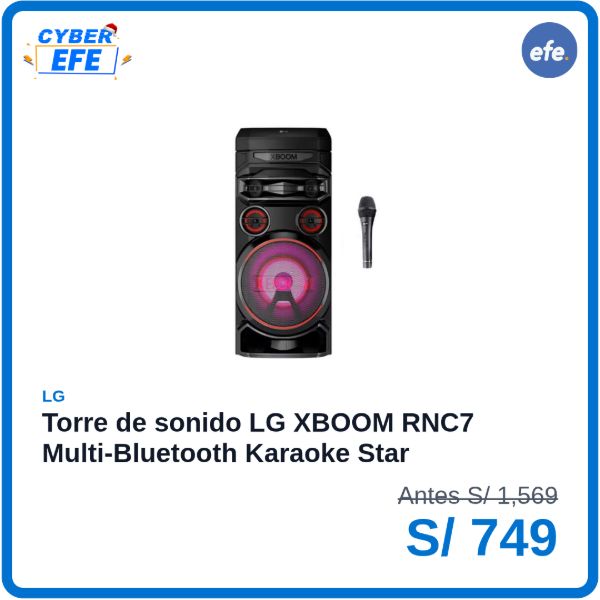 CYBER
EFE
efe.
XBOOM
LG
Torre de sonido LG XBOOM RNC7
Multi-Bluetooth Karaoke Star
Antes S/ 1,569
S/ 749